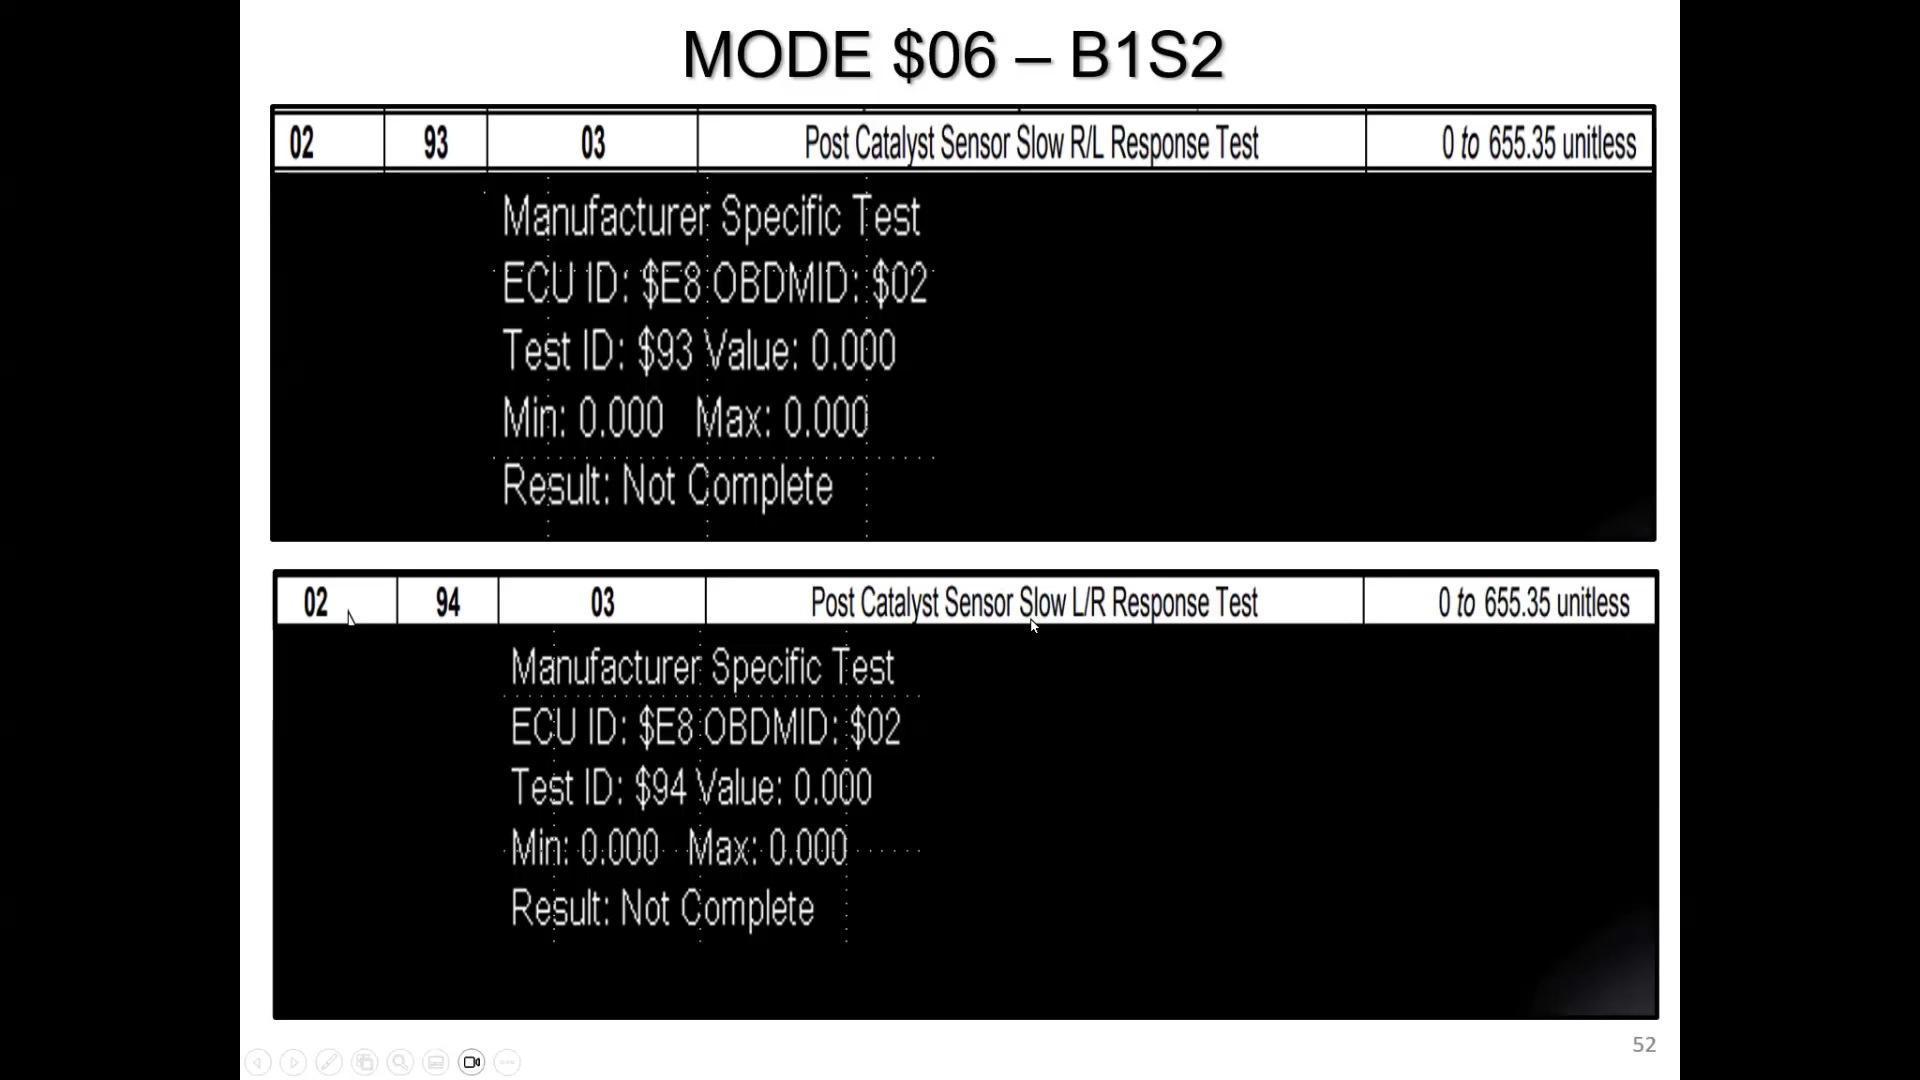 MODE $06 – B1S2
02 93 03 Post Catalyst Sensor Slow R/L Response Test 0 to 655.35 unitless
Manufacturer Specific Test
ECU ID: $E8 OBDMID: $02
Test ID: $93 Value: 0.000
Min: 0.000 Max: 0.000
Result: Not Complete
02 94 03 Post Catalyst Sensor Slow L/R Response Test 0 to 655.35 unitless
Manufacturer Specific Test
ECU ID: $E8 OBDMID: $02
Test ID: $94 Value: 0.000
Min: 0.000 Max: 0.000
Result: Not Complete
52